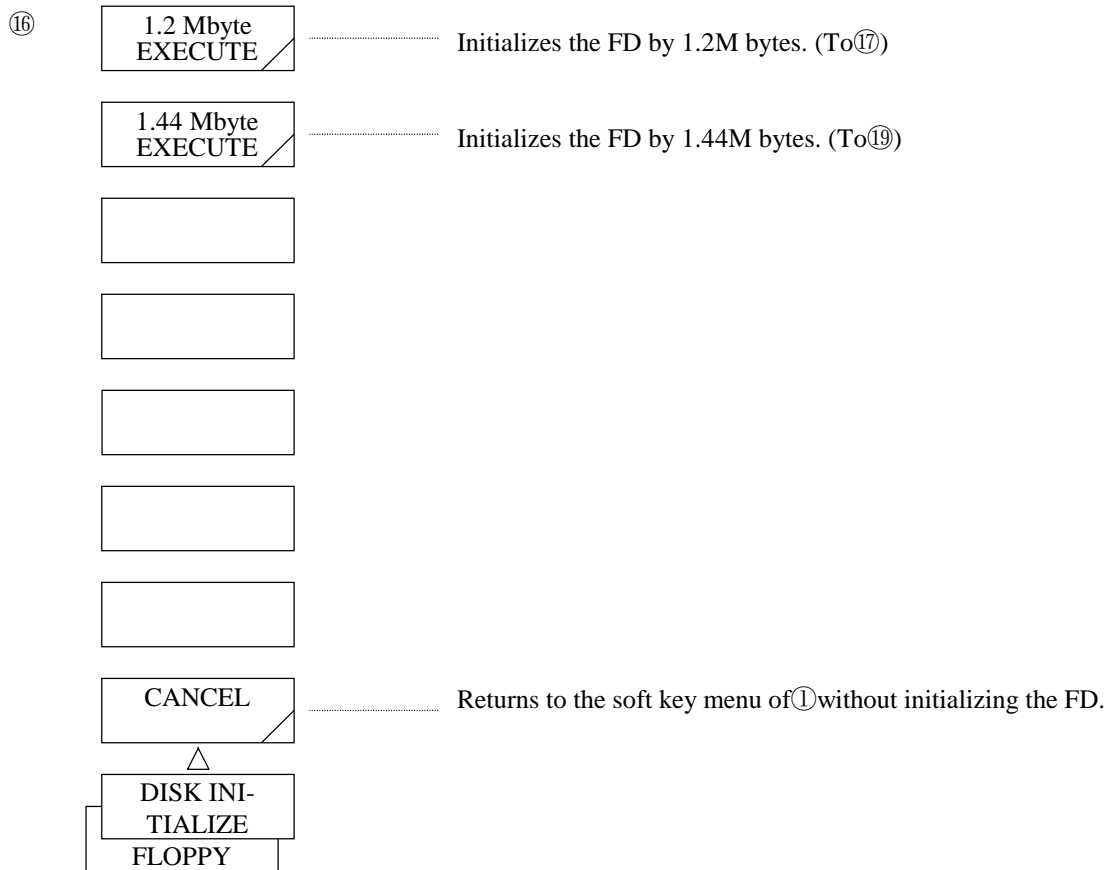 ⑯
1.2 Mbyte
EXECUTE
Initializes the FD by 1.2M bytes. (To⑰)
1.44 Mbyte
EXECUTE
Initializes the FD by 1.44M bytes. (To⑲)
CANCEL
Returns to the soft key menu of①without initializing the FD.
DISK INI-
TIALIZE
FLOPPY